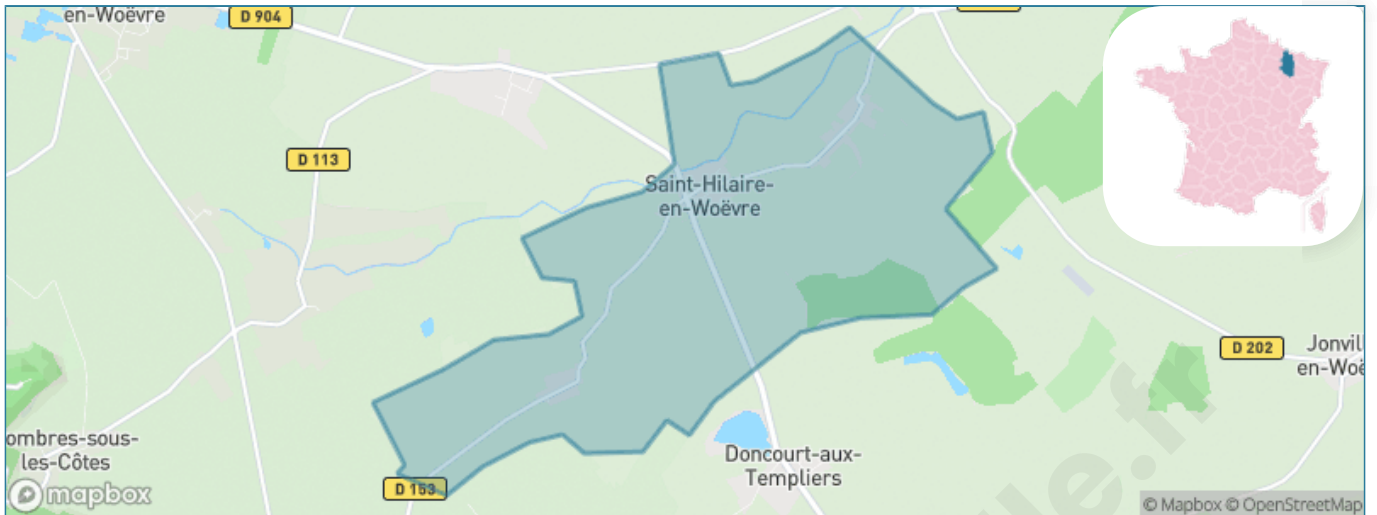 en-Woëvre
D 904
D 113
Saint-Hilaire-
en-Woëvre
D 202
Jonvil
en-Woë
ombres-sous-
les-Côtes
Doncourt-aux-
Templiers
D 153
mapbox
© Mapbox © OpenStreetMap